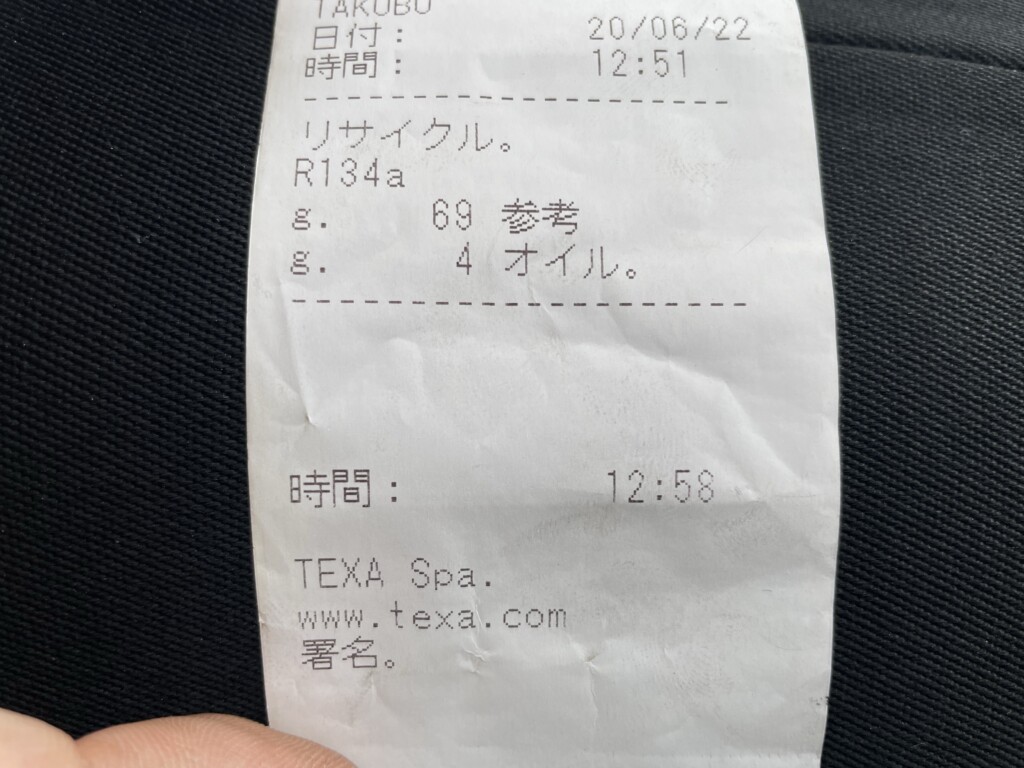 TAKUBO
日付: 20/06/22
時間: 12:51
--------------------
リサイクル。
R134a
g. 69 参考
g. 4 オイル。
---------------------
時間: 12:58
TEXA Spa.
www.texa.com
署名。